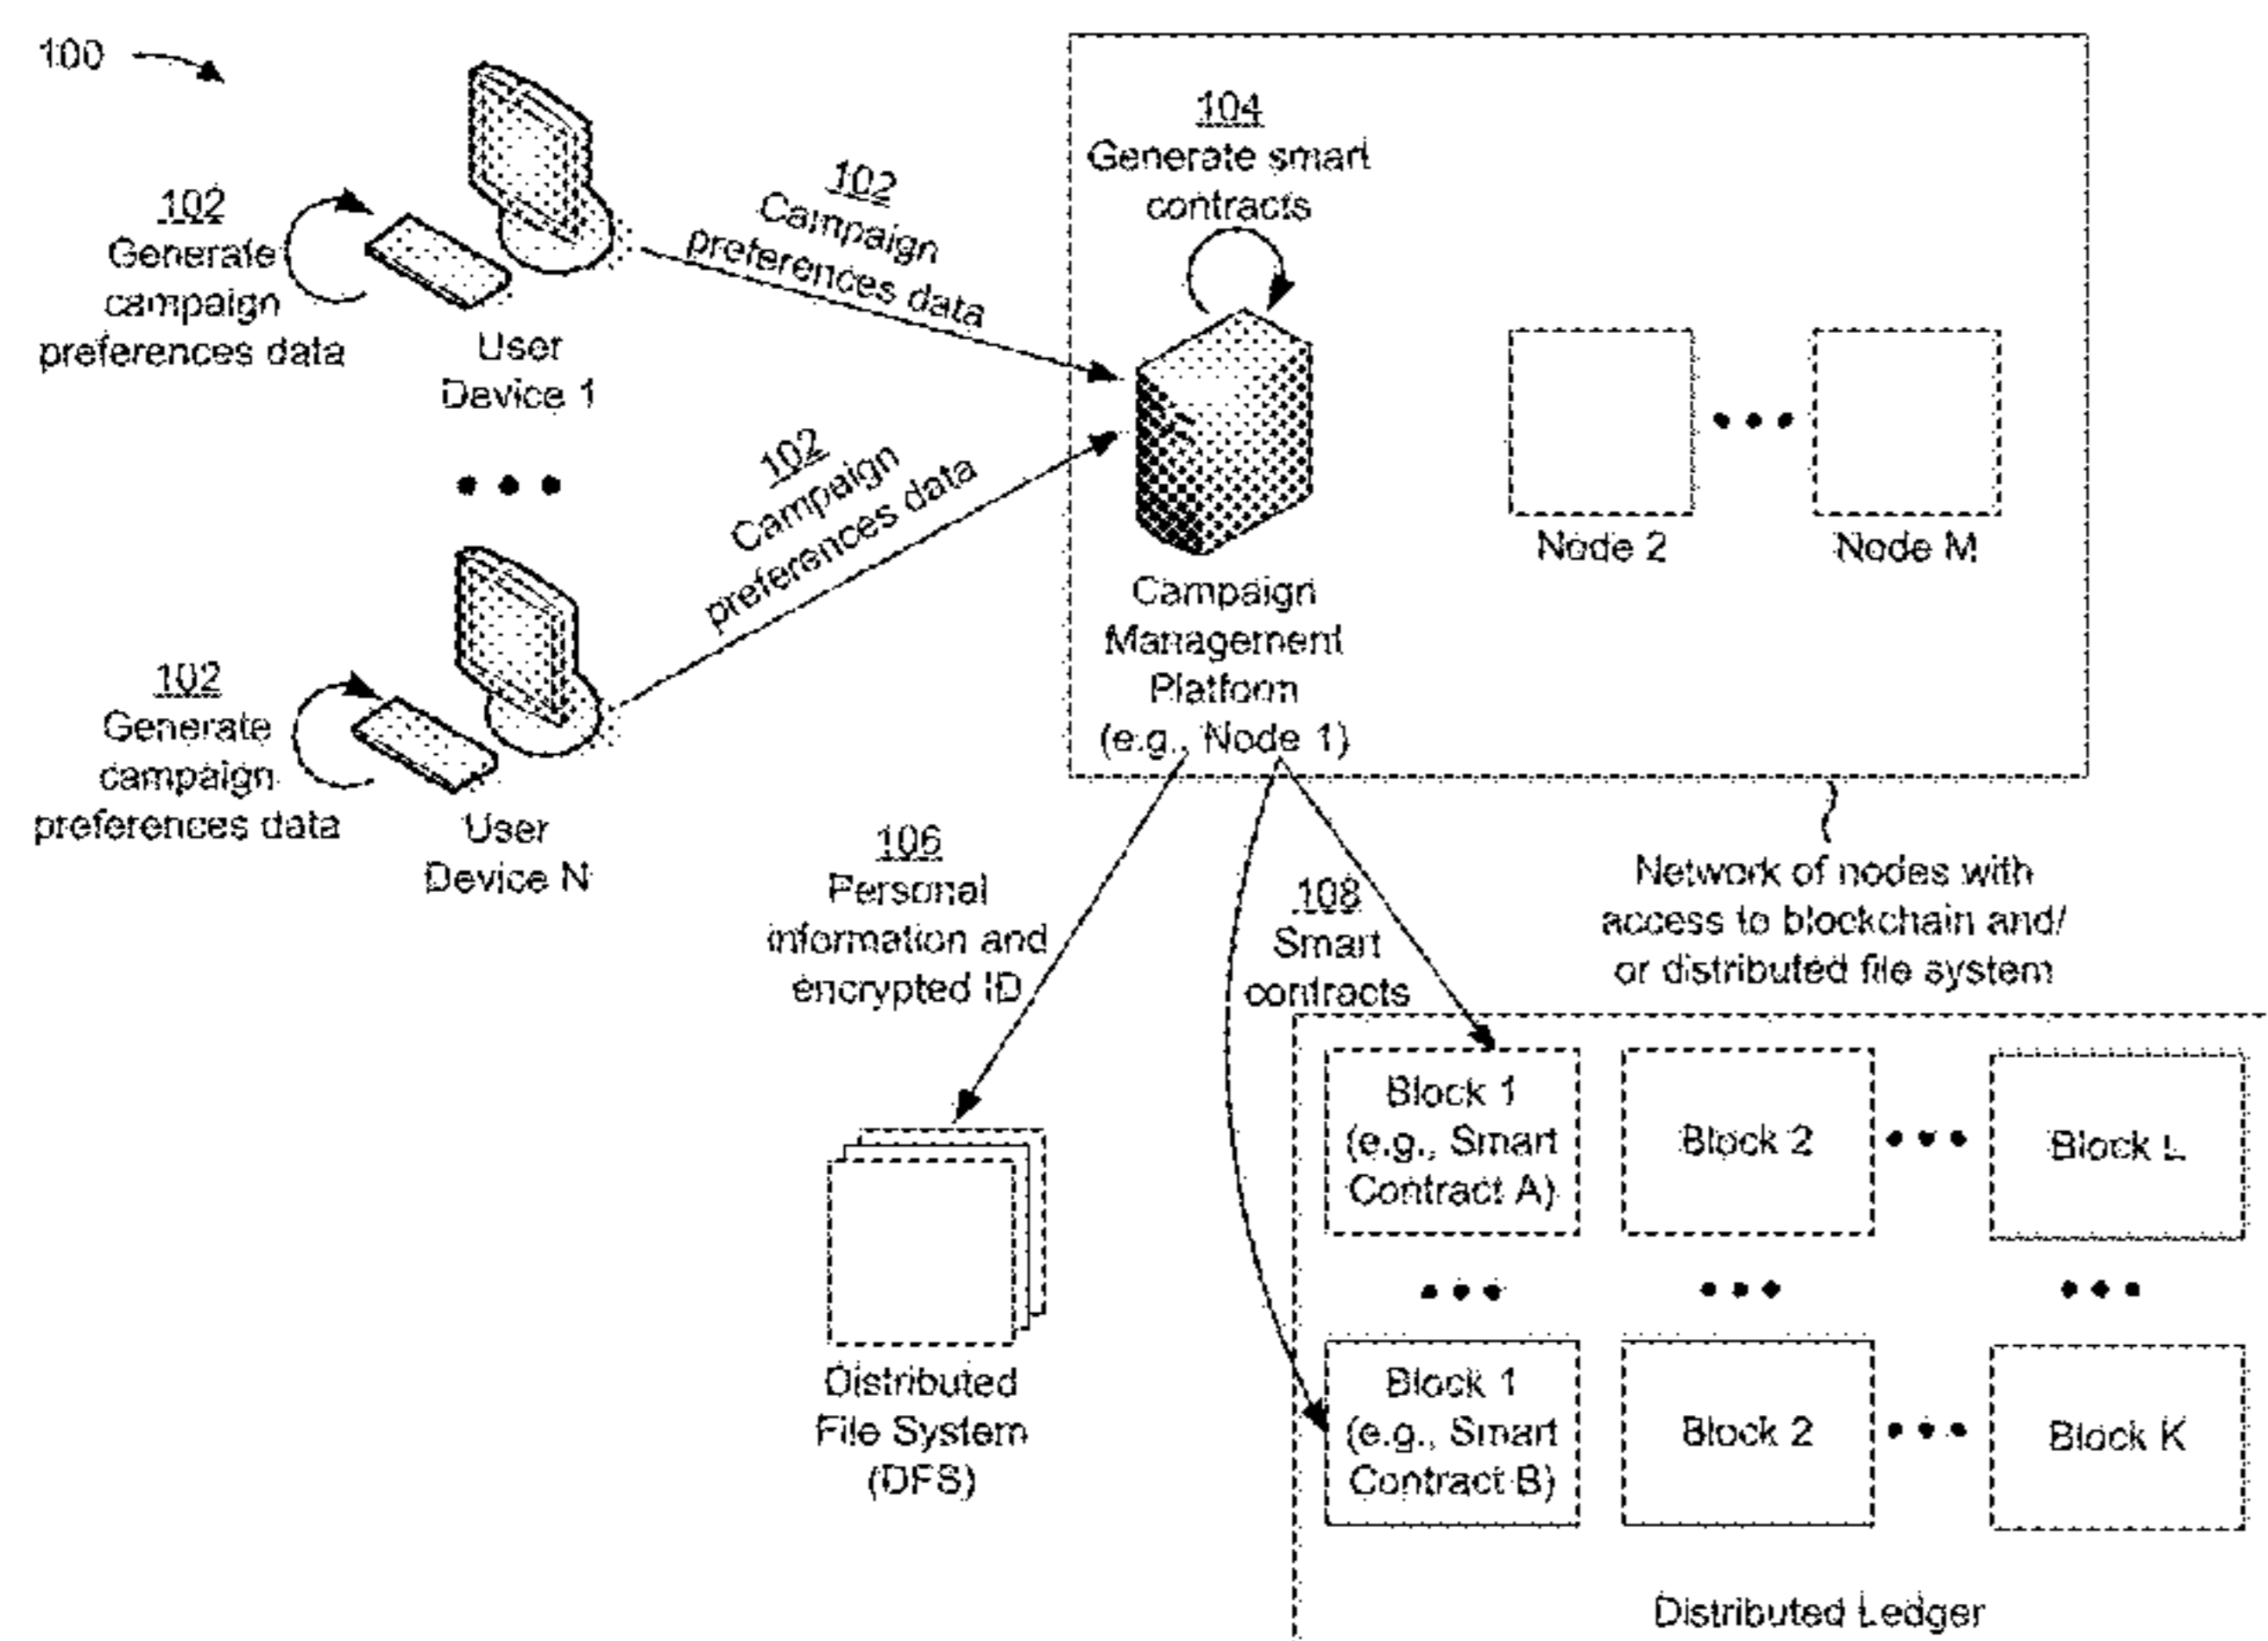 100
102
Generate
campaign
preferences data
User
Device 1
102
Campaign
preferences data
104
Generate smart
contracts
Node 2
Node M
102
Campaign
preferences data
Campaign
Management
Platform
(e.g., Node 1)
102
Generate
campaign
preferences data
User
Device N
106
Personal
information and
encrypted ID
108
Smart
contracts
Network of nodes with
access to blockchain and/
or distributed file system
Block 1
(e.g., Smart
Contract A)
Block 2
Block L
Distributed
File System
(DFS)
Block 1
(e.g., Smart
Contract B)
Block 2
Block K
Distributed Ledger